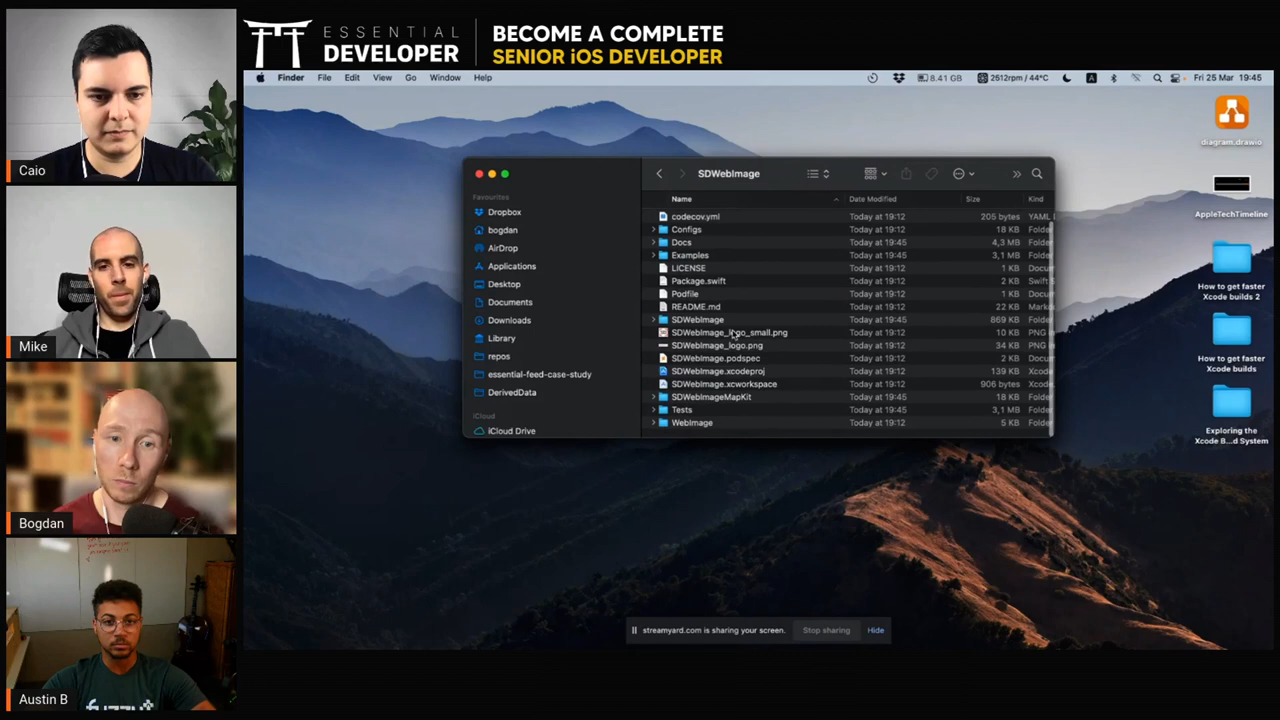 ESSENTIAL
DEVELOPER
BECOME A COMPLETE
SENIOR iOS DEVELOPER
Caio
Mike
Bogdan
Austin B
Finder File Edit View Go Window Help
8.41 GB 2512rpm / 44°C A Fri 25 Mar 19:45
diagram.drawio
AppleTechTimeline
How to get faster
Xcode builds 2
How to get faster
Xcode builds
Exploring the
Xcode B...d System
SDWebImage
Favourites
Dropbox
bogdan
AirDrop
Applications
Desktop
Documents
Downloads
Library
repos
essential-feed-case-study
DerivedData
iCloud
iCloud Drive
Name Date Modified Size Kind
codecov.yml Today at 19:12 205 bytes YAML
Configs Today at 19:12 18 KB Folder
Docs Today at 19:45 4,3 MB Folder
Examples Today at 19:12 3,1 MB Folder
LICENSE Today at 19:12 1 KB Docum
Package.swift Today at 19:12 2 KB Swift S
Podfile Today at 19:12 1 KB Docum
README.md Today at 19:12 22 KB Markd
SDWebImage Today at 19:45 869 KB Folder
SDWebImage_logo_small.png Today at 19:12 10 KB PNG in
SDWebImage_logo.png Today at 19:12 34 KB PNG in
SDWebImage.podspec Today at 19:12 2 KB Docum
SDWebImage.xcodeproj Today at 19:12 139 KB Xcode
SDWebImage.xcworkspace Today at 19:12 906 bytes Xcode
SDWebImageMapKit Today at 19:45 18 KB Folder
Tests Today at 19:45 3,1 MB Folder
WebImage Today at 19:12 5 KB Folder
streamyard.com is sharing your screen. Stop sharing Hide